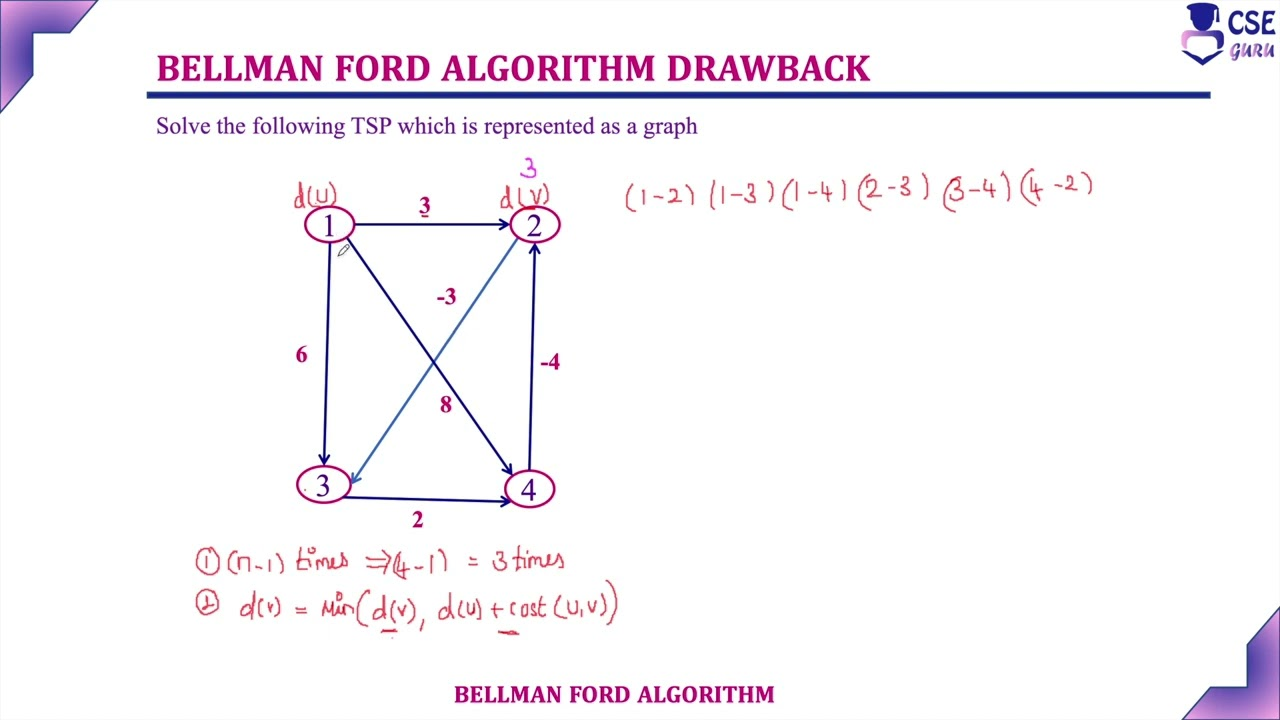 CSE
GURU
BELLMAN FORD ALGORITHM DRAWBACK
Solve the following TSP which is represented as a graph
3
d(U) 3 d(V)
(1-2) (1-3) (1-4) (2-3) (3-4) (4-2)
1 2
-3
6 -4
8
3 4
2
① (n-1) times ⇒ (4-1) = 3 times
② d(v) = Min(d(v), d(u) + cost(u,v))
BELLMAN FORD ALGORITHM